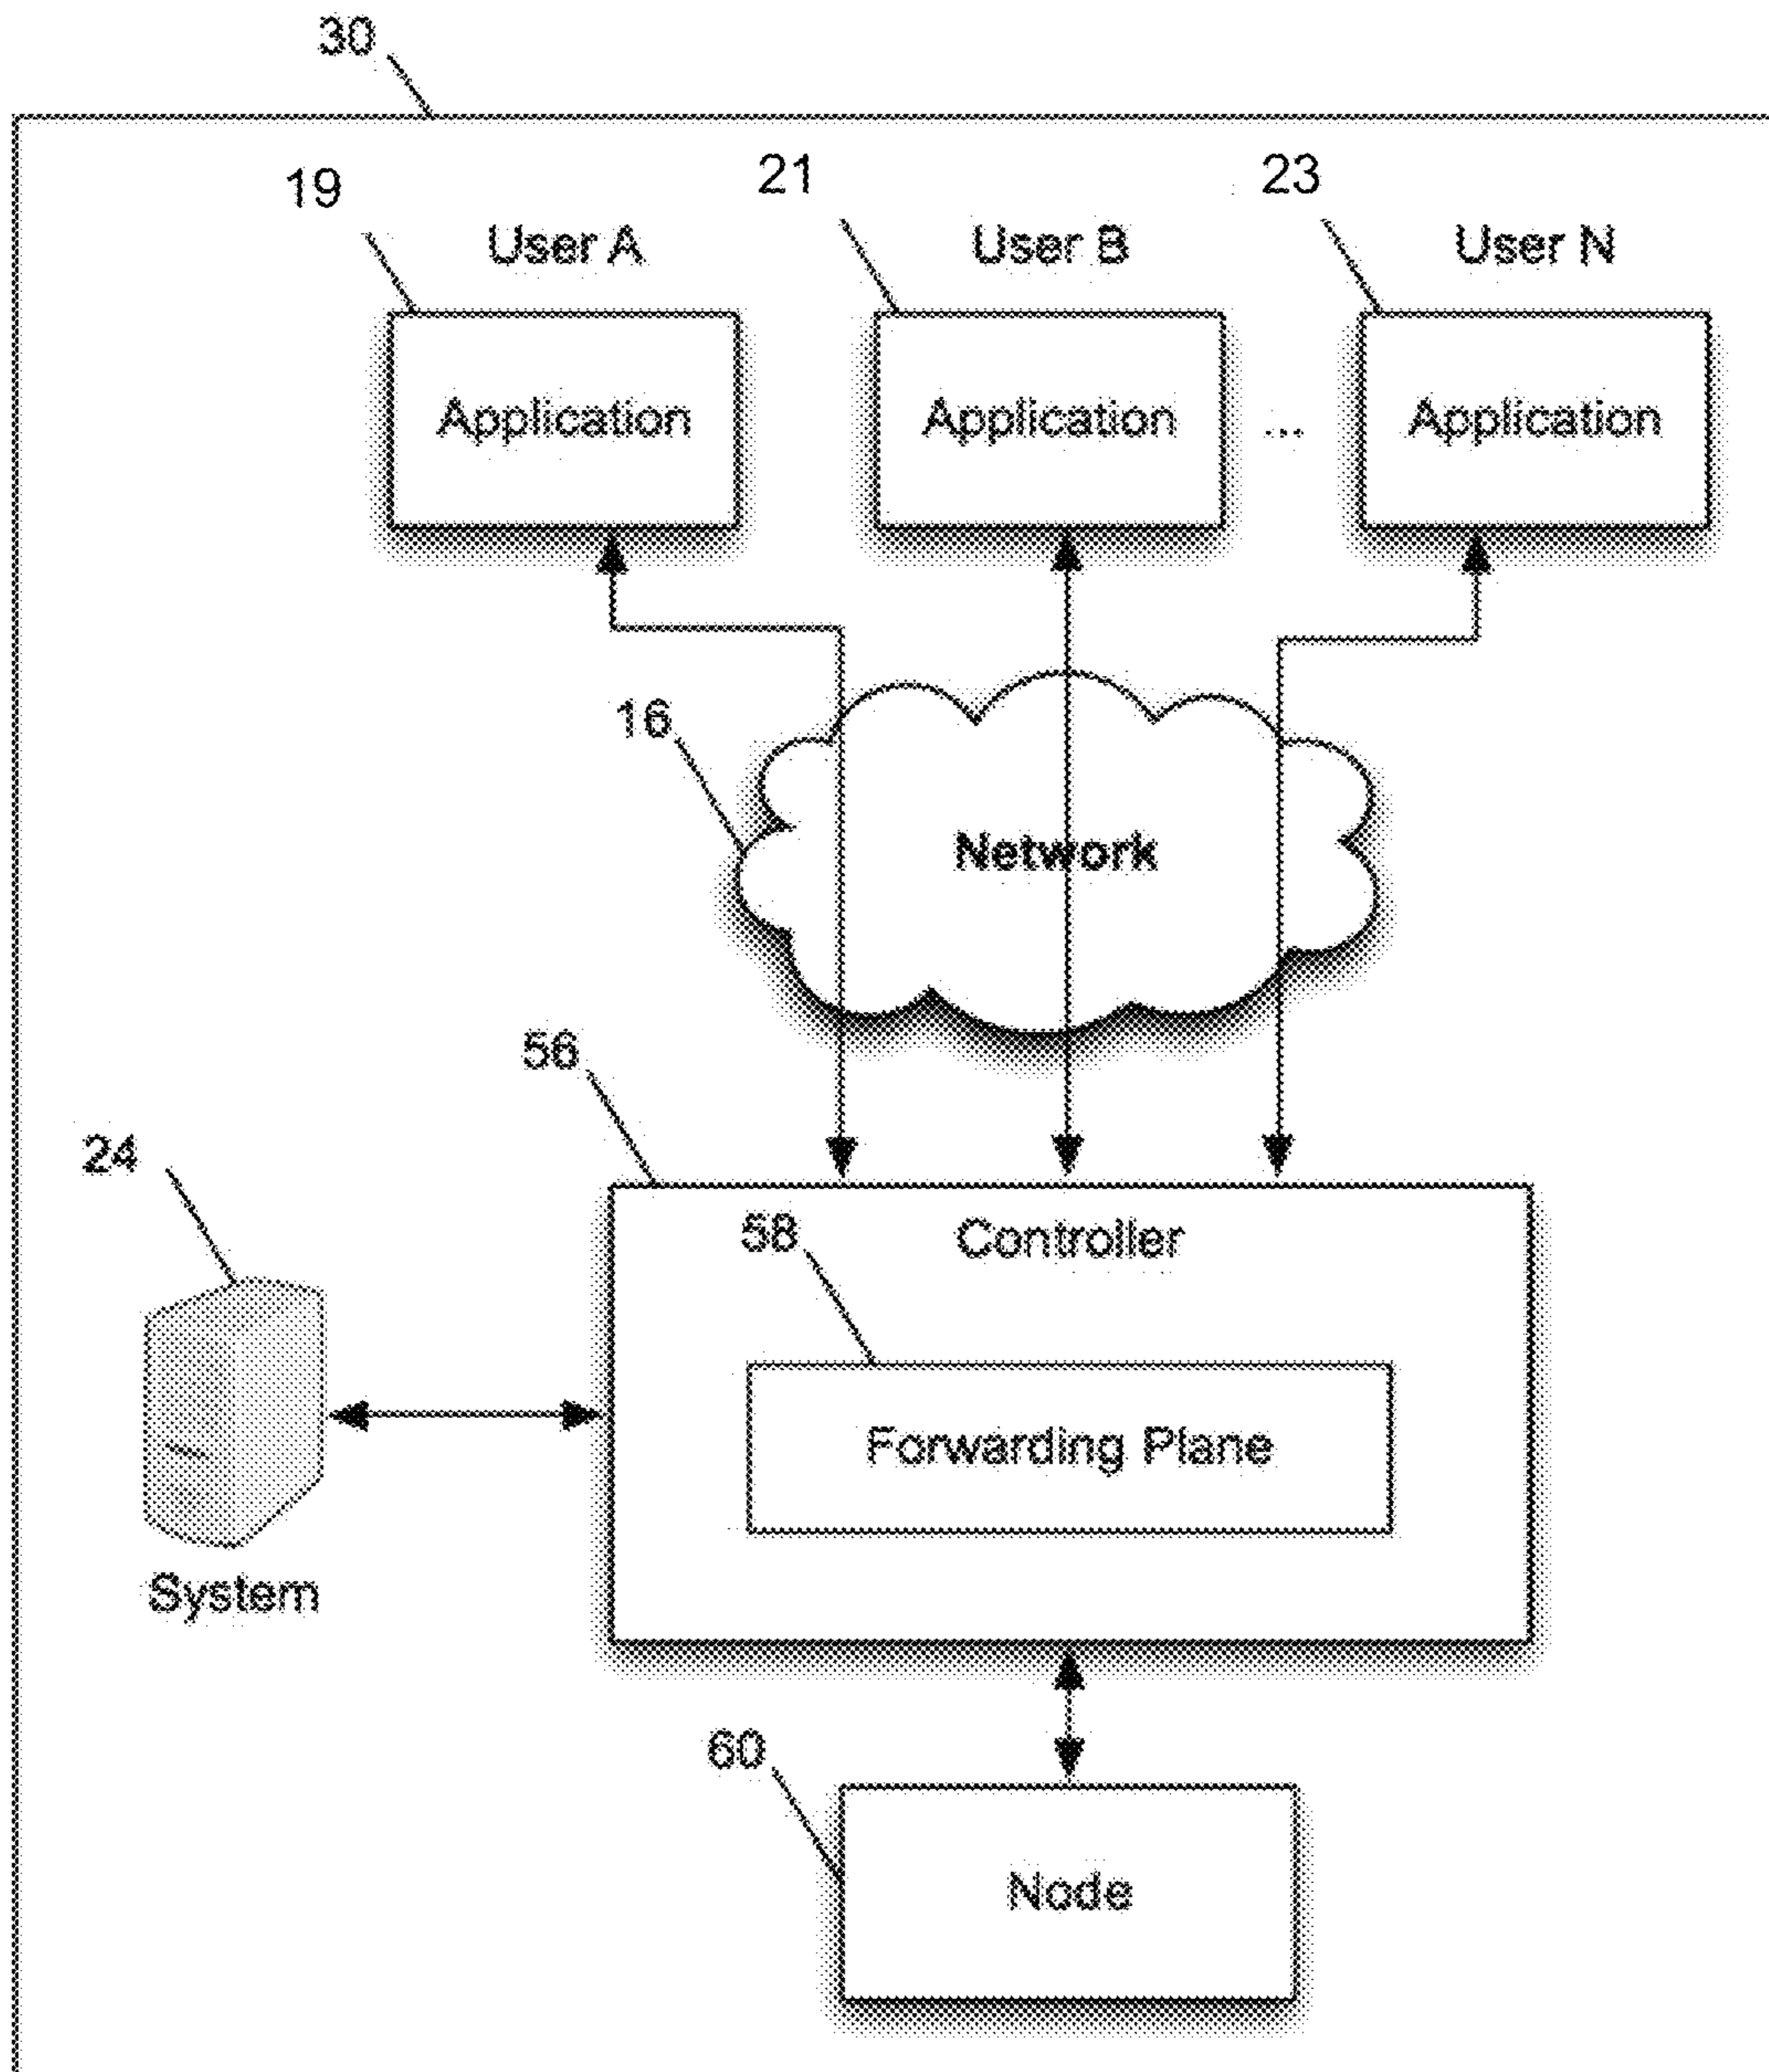 30
19 21 23
User A User B User N
Application Application ... Application
16
Network
56
24
58 Controller
Forwarding Plane
System
60
Node